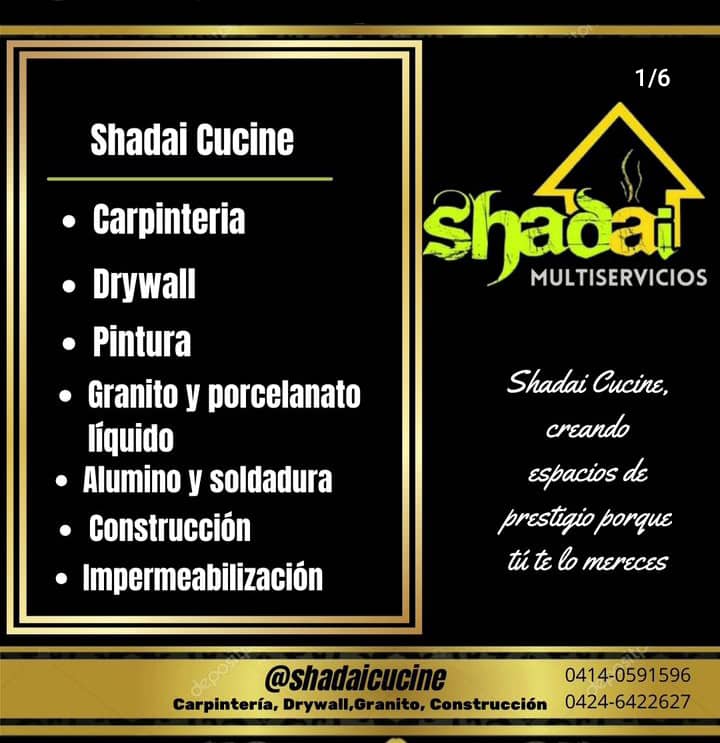 1/6
Shadai Cucine
• Carpinteria
• Drywall
• Pintura
• Granito y porcelanato
líquido
• Alumino y soldadura
• Construcción
• Impermeabilización
shadai
MULTISERVICIOS
Shadai Cucine,
creando
espacios de
prestigio porque
tú te lo mereces
@shadaicucine
Carpintería, Drywall,Granito, Construcción
0414-0591596
0424-6422627